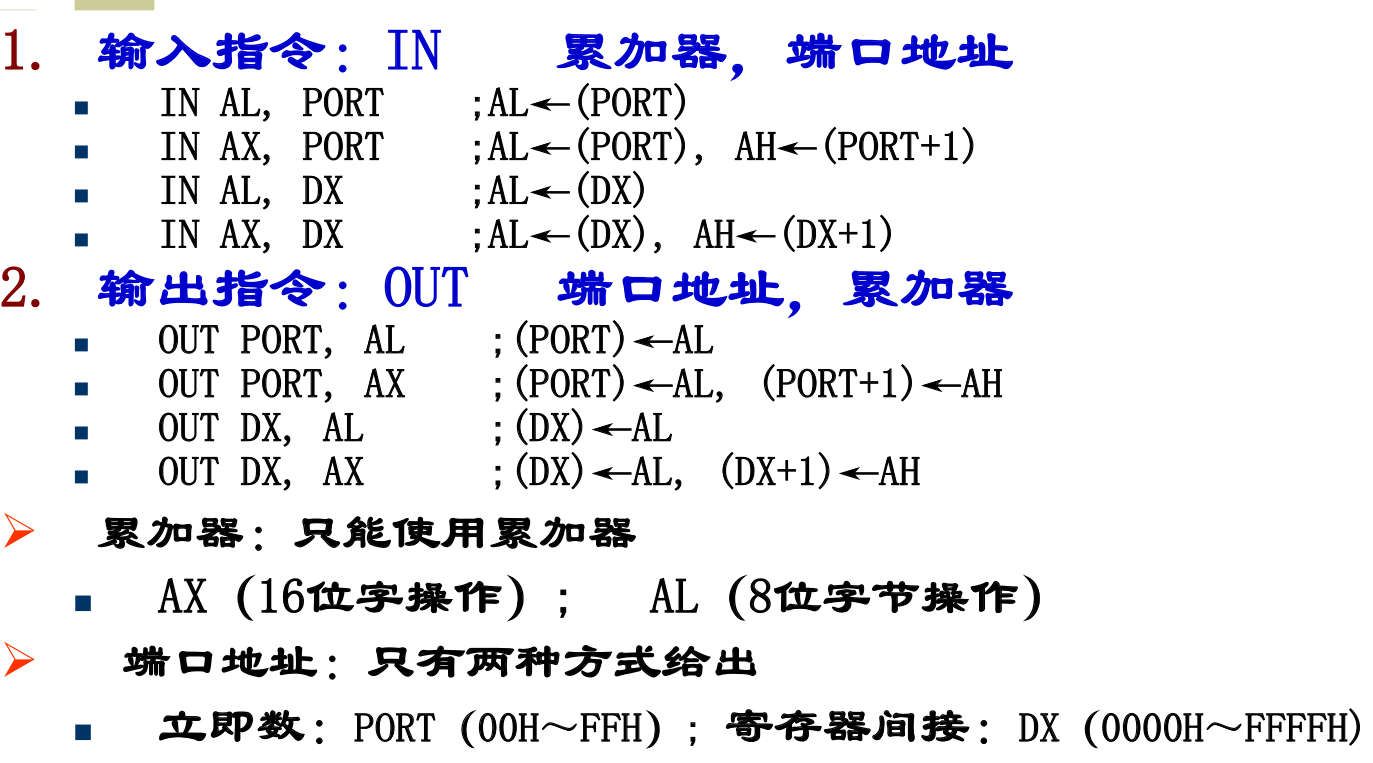 1. 输入指令: IN 累加器, 端口地址
■ IN AL, PORT ;AL←(PORT)
■ IN AX, PORT ;AL←(PORT), AH←(PORT+1)
■ IN AL, DX ;AL←(DX)
■ IN AX, DX ;AL←(DX), AH←(DX+1)
2. 输出指令: OUT 端口地址, 累加器
■ OUT PORT, AL ;(PORT)←AL
■ OUT PORT, AX ;(PORT)←AL, (PORT+1)←AH
■ OUT DX, AL ;(DX)←AL
■ OUT DX, AX ;(DX)←AL, (DX+1)←AH
➢ 累加器: 只能使用累加器
■ AX (16位字操作) ; AL (8位字节操作)
➢ 端口地址: 只有两种方式给出
■ 立即数: PORT (00H~FFH) ; 寄存器间接: DX (0000H~FFFFH)